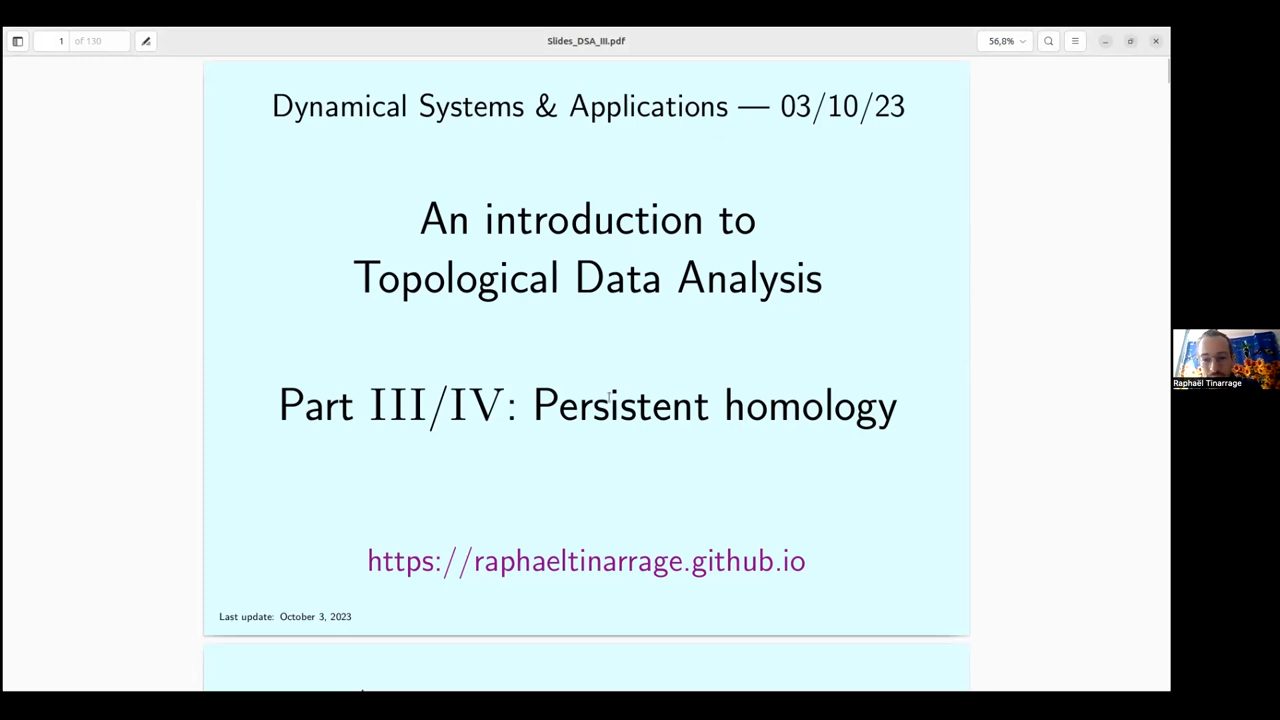 1 of 130
Slides_DSA_III.pdf
56,8%
Dynamical Systems & Applications — 03/10/23
An introduction to
Topological Data Analysis
Part III/IV: Persistent homology
https://raphaeltinarrage.github.io
Last update: October 3, 2023
Raphaël Tinarrage